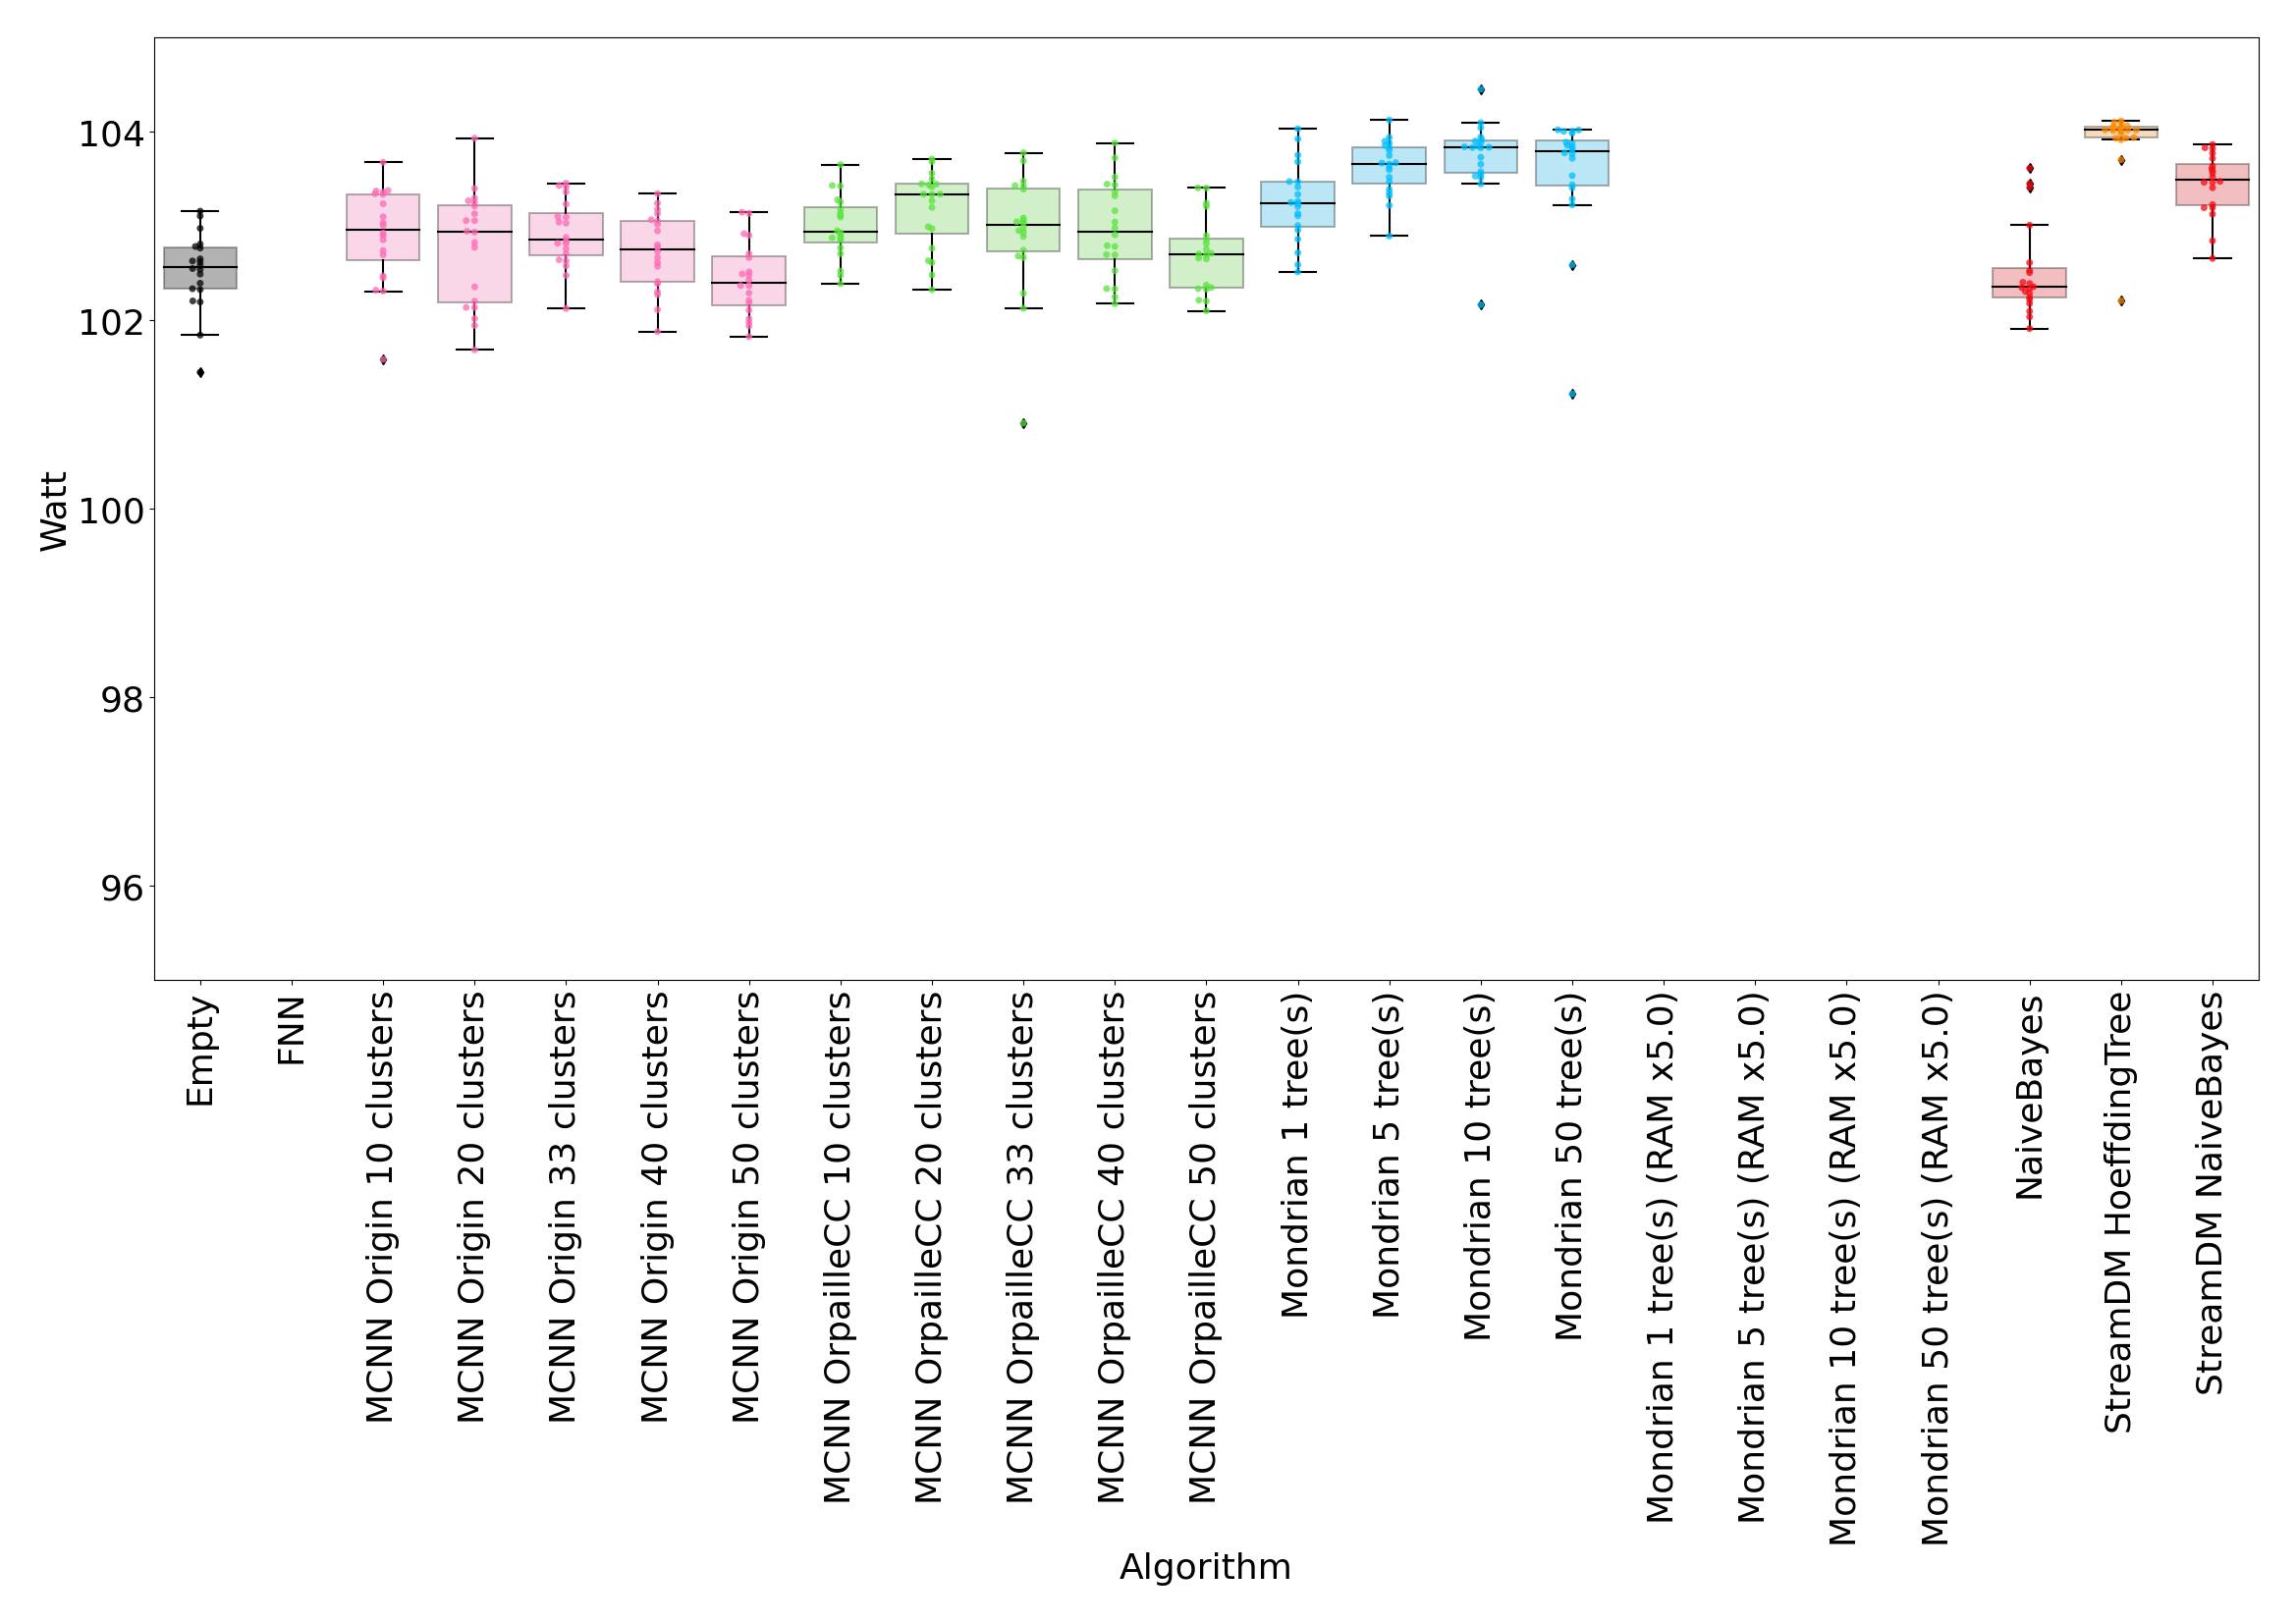 Watt
104
102
100
98
96
Empty
FNN
MCNN Origin 10 clusters
MCNN Origin 20 clusters
MCNN Origin 33 clusters
MCNN Origin 40 clusters
MCNN Origin 50 clusters
MCNN OrpailleCC 10 clusters
MCNN OrpailleCC 20 clusters
MCNN OrpailleCC 33 clusters
MCNN OrpailleCC 40 clusters
MCNN OrpailleCC 50 clusters
Mondrian 1 tree(s)
Mondrian 5 tree(s)
Mondrian 10 tree(s)
Mondrian 50 tree(s)
Mondrian 1 tree(s) (RAM x5.0)
Mondrian 5 tree(s) (RAM x5.0)
Mondrian 10 tree(s) (RAM x5.0)
Mondrian 50 tree(s) (RAM x5.0)
NaiveBayes
StreamDM HoeffdingTree
StreamDM NaiveBayes
Algorithm